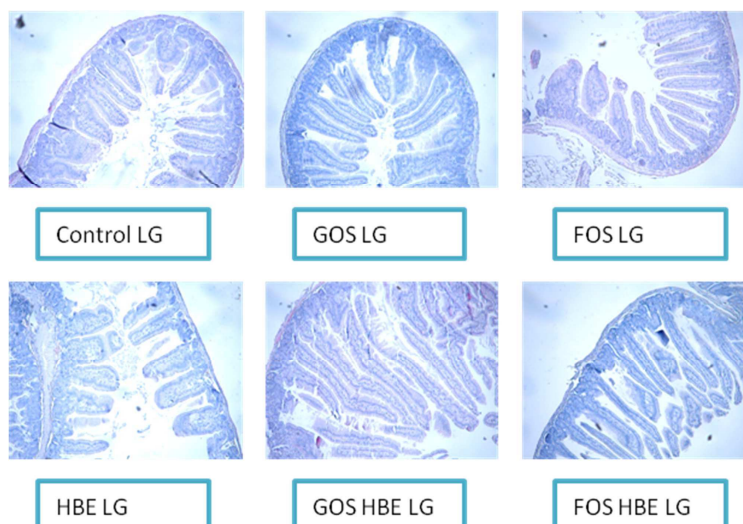 Control LG
GOS LG
FOS LG
HBE LG
GOS HBE LG
FOS HBE LG